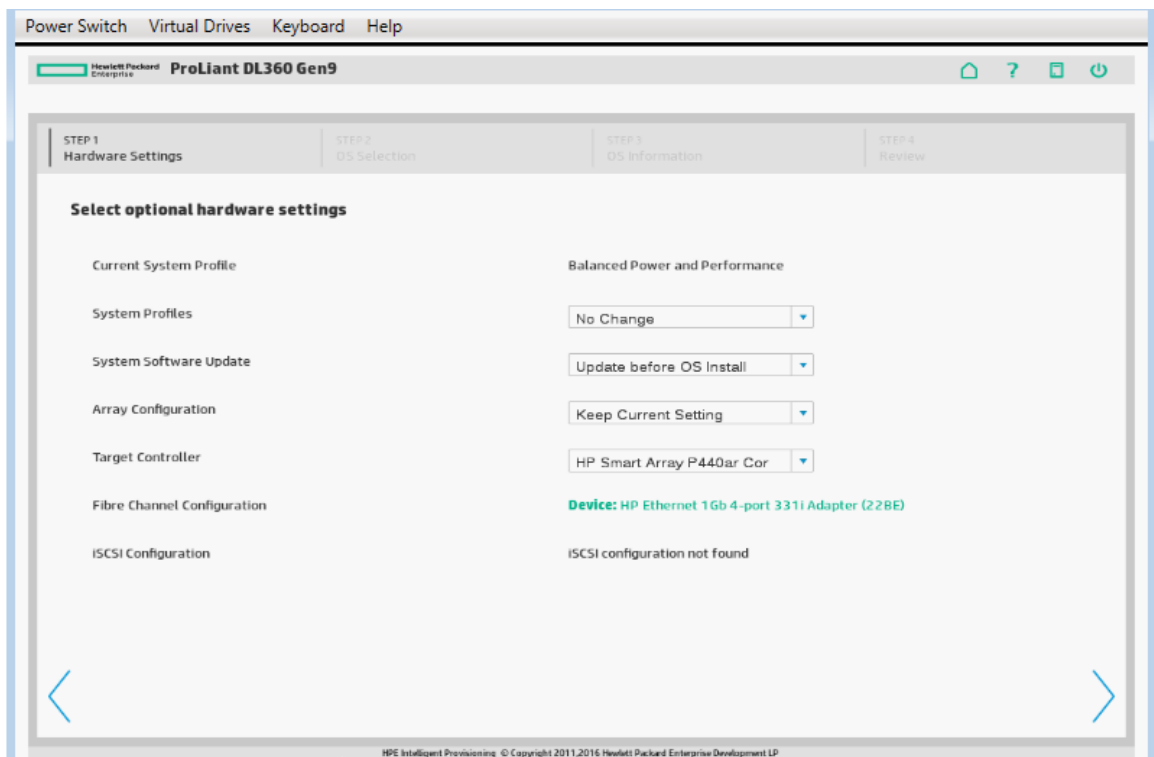 Power Switch Virtual Drives Keyboard Help
Hewlett Packard
Enterprise
ProLiant DL360 Gen9
?
STEP 1
Hardware Settings
STEP 2
OS Selection
STEP 3
OS Information
STEP 4
Review
Select optional hardware settings
Current System Profile Balanced Power and Performance
System Profiles No Change
System Software Update Update before OS Install
Array Configuration Keep Current Setting
Target Controller HP Smart Array P440ar Cor
Fibre Channel Configuration Device: HP Ethernet 1Gb 4-port 331i Adapter (22BE)
iSCSI Configuration iSCSI configuration not found
HPE Intelligent Provisioning © Copyright 2011,2016 Hewlett Packard Enterprise Development LP